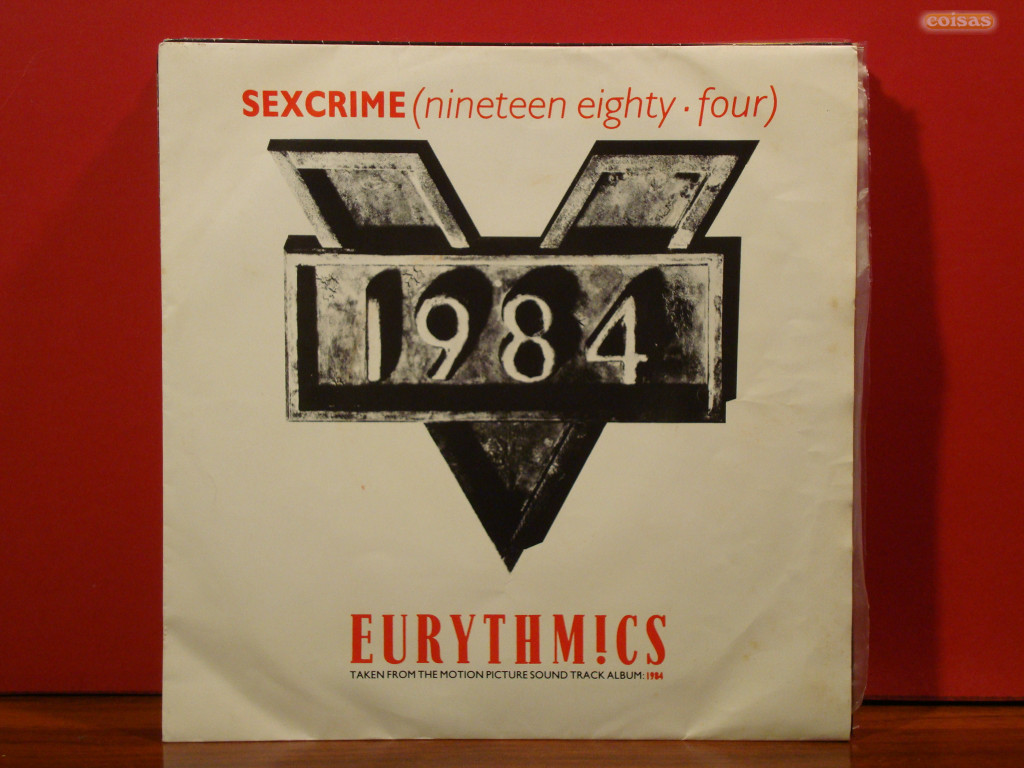 coisas
SEXCRIME (nineteen eighty · four)
1984
EURYTHM!CS
TAKEN FROM THE MOTION PICTURE SOUND TRACK ALBUM: 1984